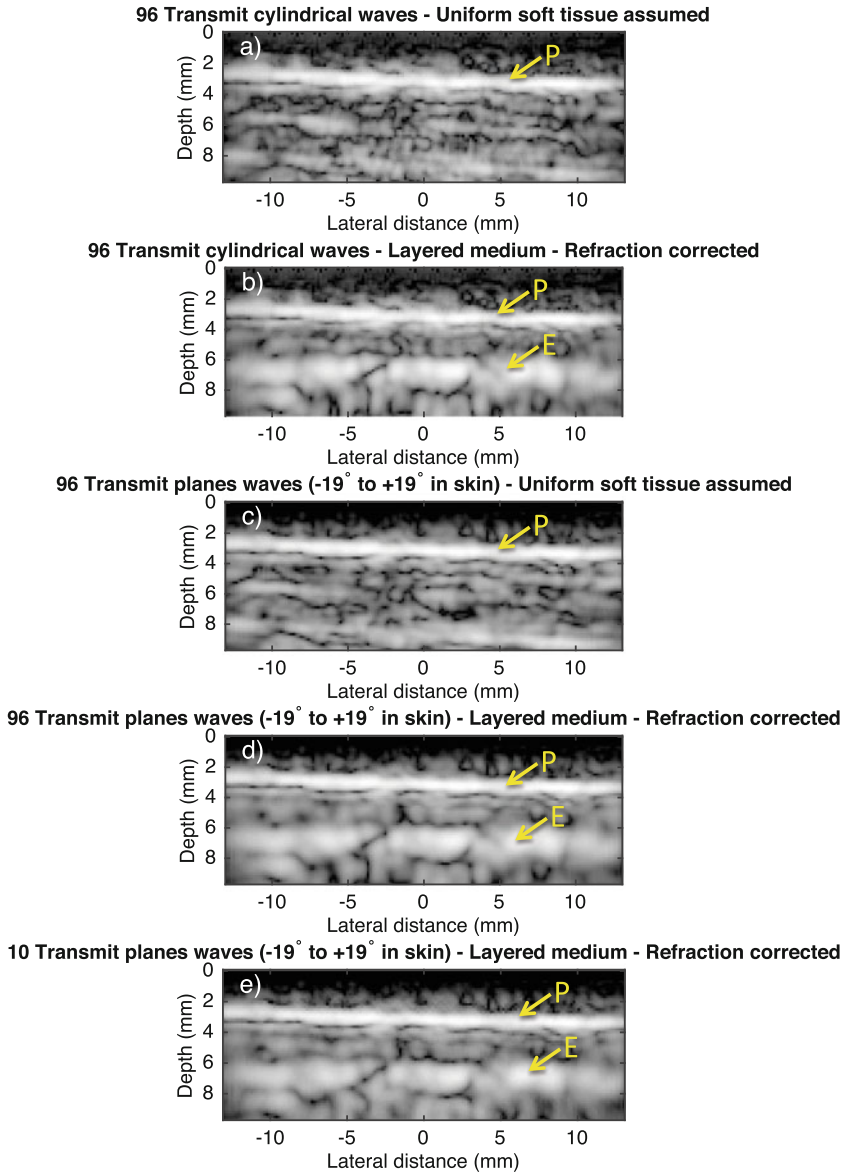 96 Transmit cylindrical waves - Uniform soft tissue assumed
a)
P
0
2
4
6
8
Depth (mm)
-10 -5 0 5 10
Lateral distance (mm)
96 Transmit cylindrical waves - Layered medium - Refraction corrected
b)
P
E
0
2
4
6
8
Depth (mm)
-10 -5 0 5 10
Lateral distance (mm)
96 Transmit planes waves (-19° to +19° in skin) - Uniform soft tissue assumed
c)
P
0
2
4
6
8
Depth (mm)
-10 -5 0 5 10
Lateral distance (mm)
96 Transmit planes waves (-19° to +19° in skin) - Layered medium - Refraction corrected
d)
P
E
0
2
4
6
8
Depth (mm)
-10 -5 0 5 10
Lateral distance (mm)
10 Transmit planes waves (-19° to +19° in skin) - Layered medium - Refraction corrected
e)
P
E
0
2
4
6
8
Depth (mm)
-10 -5 0 5 10
Lateral distance (mm)